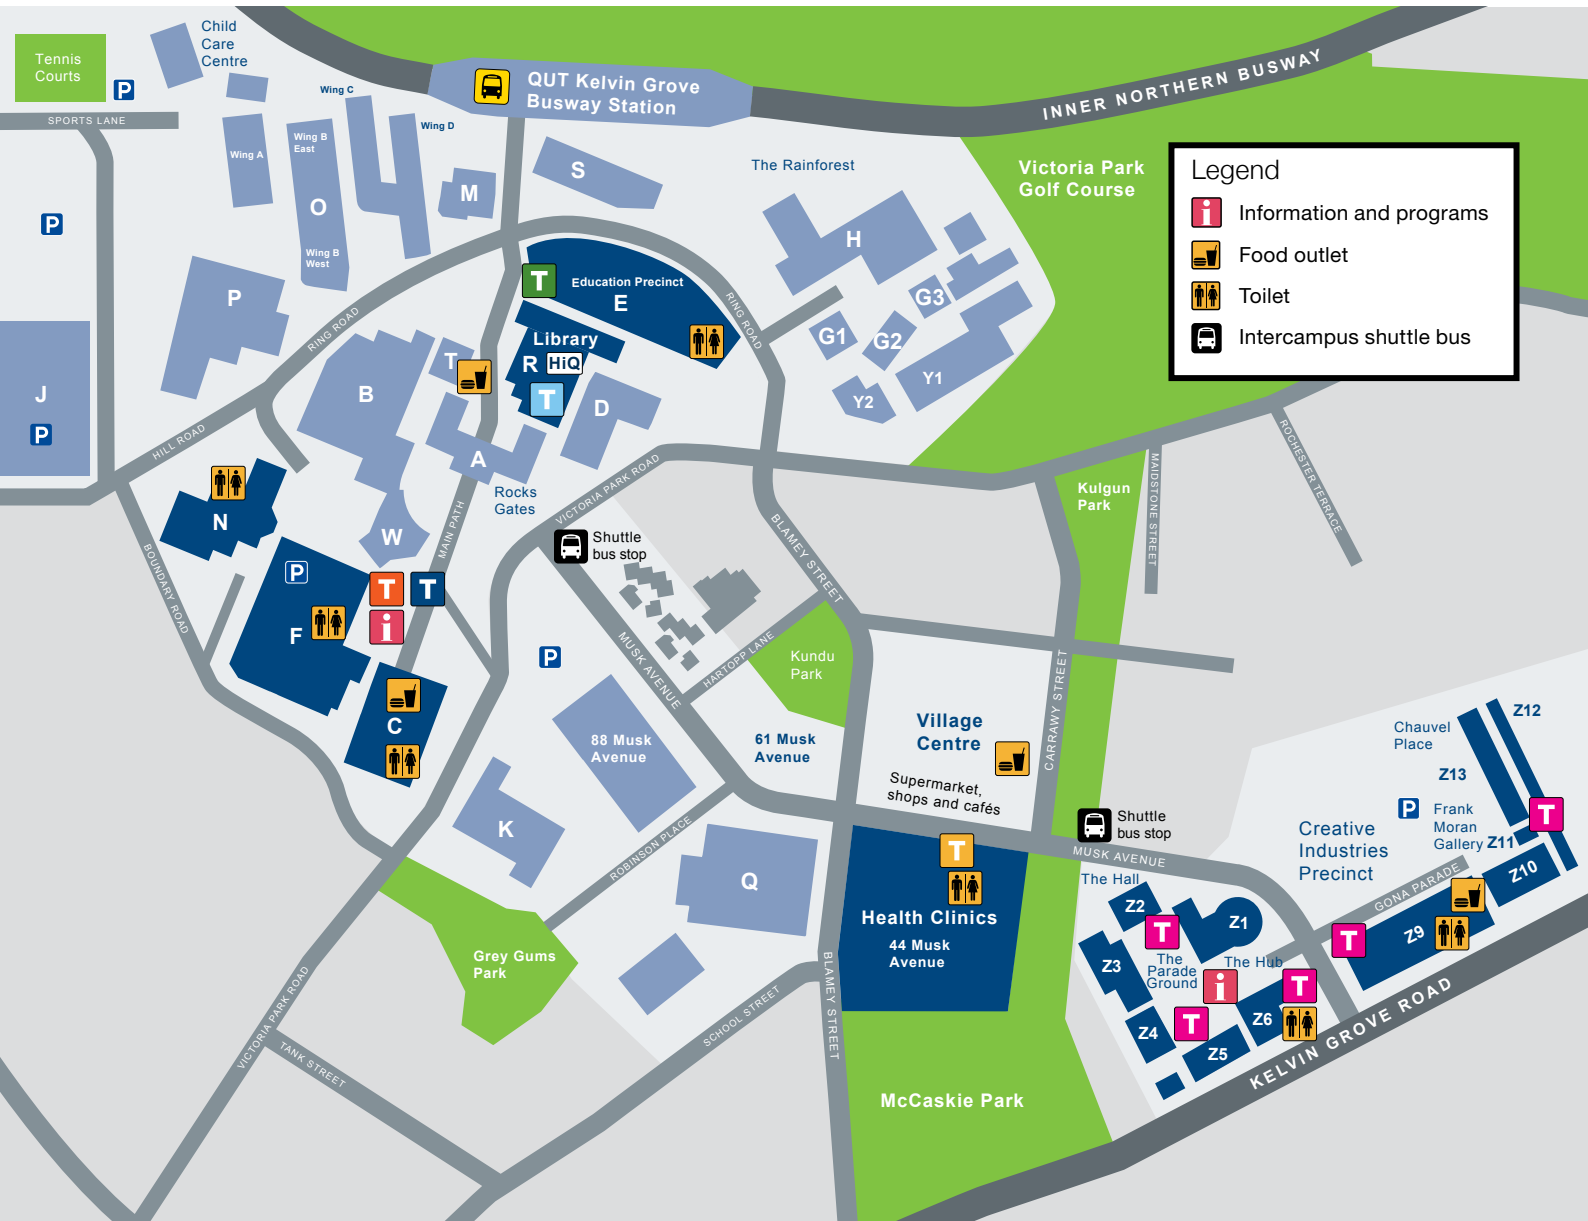 Child
Care
Centre
Tennis
Courts
P
SPORTS LANE
Wing C
Wing D
Wing A
Wing B
East
O
Wing B
West
QUT Kelvin Grove
Busway Station
INNER NORTHERN BUSWAY
M
S
The Rainforest
Victoria Park
Golf Course
Legend
i Information and programs
Food outlet
Toilet
Intercampus shuttle bus
P
P
J
P
RING ROAD
HILL ROAD
T
Education Precinct
E
RING ROAD
Library
R HiQ
T
T
B
D
A
H
G3
G1
G2
Y1
Y2
Rocks
Gates
VICTORIA PARK ROAD
N
W
MAIN PATH
BOUNDARY ROAD
P
F
T
T
i
C
Shuttle
bus stop
BLAMEY STREET
Kulgun
Park
MAIDSTONE STREET
ROCHESTER TERRACE
MUSK AVENUE
HARTOPP LANE
Kundu
Park
P
88 Musk
Avenue
61 Musk
Avenue
Village
Centre
Supermarket,
shops and cafés
CARRAWY STREET
K
ROBINSON PLACE
Q
Shuttle
bus stop
MUSK AVENUE
T
Health Clinics
44 Musk
Avenue
Grey Gums
Park
VICTORIA PARK ROAD
TANK STREET
SCHOOL STREET
BLAMEY STREET
McCaskie Park
Chauvel
Place
Z12
Z13
P
Frank
Moran
Gallery
Z11
T
Creative
Industries
Precinct
Z10
GONA PARADE
Z9
T
The Hall
Z2
T
Z1
Z3
The
Parade
Ground
The Hub
i
T
Z4
T
Z6
Z5
KELVIN GROVE ROAD